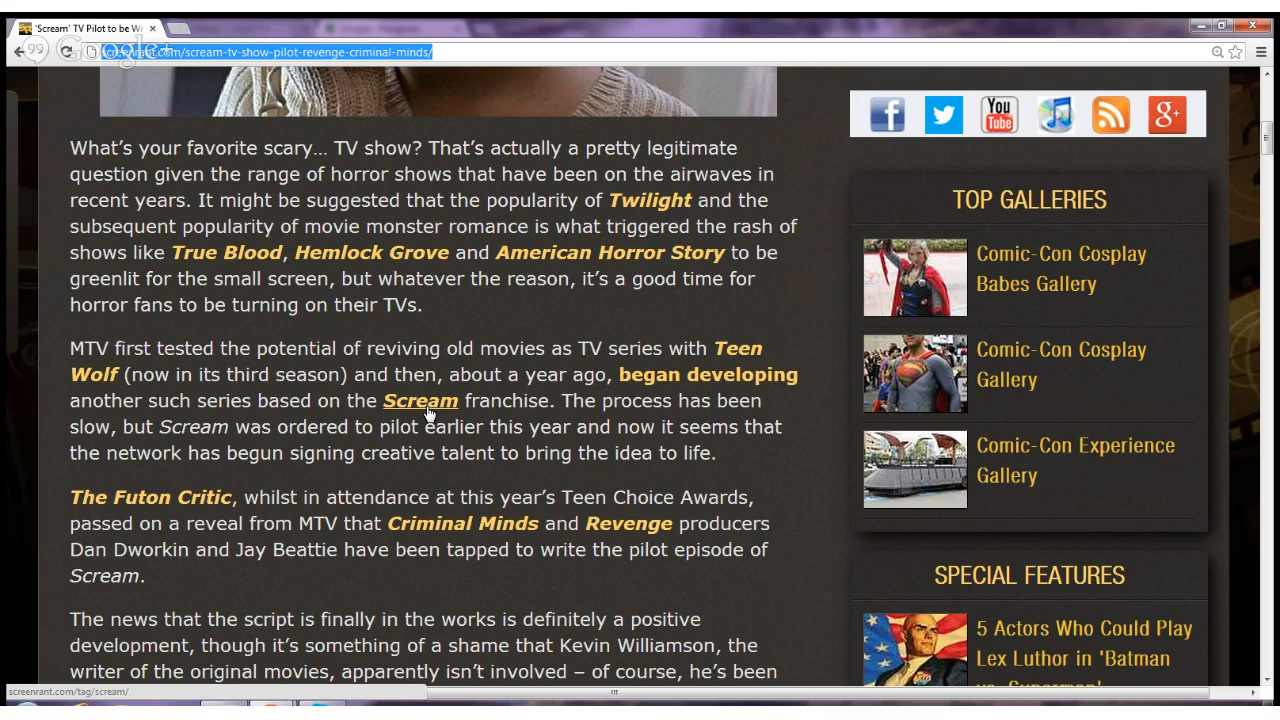 'Scream' TV Pilot to be Wr
Google+
screenrant.com/scream-tv-show-pilot-revenge-criminal-minds/
What's your favorite scary… TV show? That's actually a pretty legitimate
question given the range of horror shows that have been on the airwaves in
recent years. It might be suggested that the popularity of Twilight and the
subsequent popularity of movie monster romance is what triggered the rash of
shows like True Blood, Hemlock Grove and American Horror Story to be
greenlit for the small screen, but whatever the reason, it's a good time for
horror fans to be turning on their TVs.
MTV first tested the potential of reviving old movies as TV series with Teen
Wolf (now in its third season) and then, about a year ago, began developing
another such series based on the Scream franchise. The process has been
slow, but Scream was ordered to pilot earlier this year and now it seems that
the network has begun signing creative talent to bring the idea to life.
The Futon Critic, whilst in attendance at this year's Teen Choice Awards,
passed on a reveal from MTV that Criminal Minds and Revenge producers
Dan Dworkin and Jay Beattie have been tapped to write the pilot episode of
Scream.
The news that the script is finally in the works is definitely a positive
development, though it's something of a shame that Kevin Williamson, the
writer of the original movies, apparently isn't involved – of course, he's been
You
Tube
g+
TOP GALLERIES
Comic-Con Cosplay
Babes Gallery
Comic-Con Cosplay
Gallery
Comic-Con Experience
Gallery
SPECIAL FEATURES
5 Actors Who Could Play
Lex Luthor in 'Batman
vs. Superman'
screenrant.com/tag/scream/